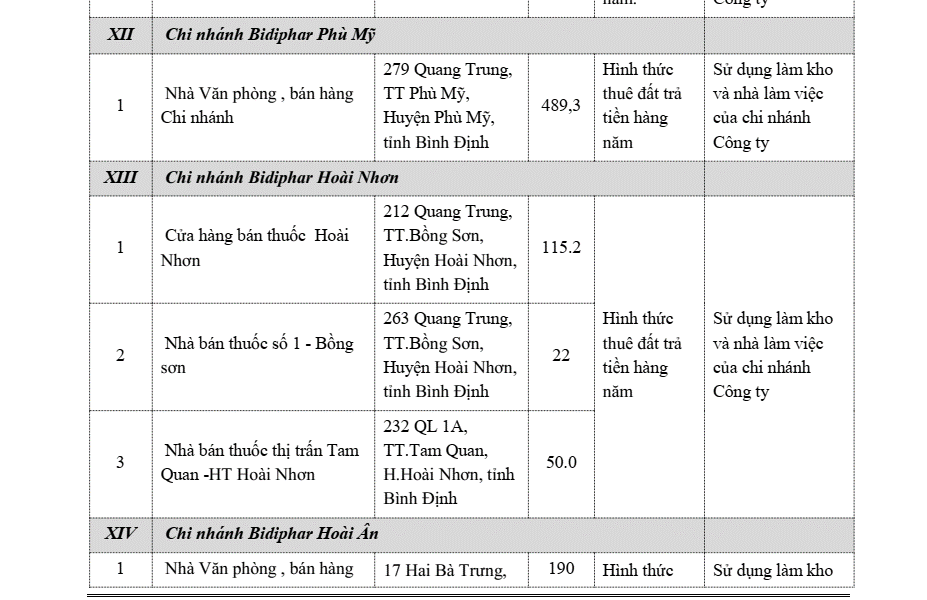 năm. Công ty
XII Chi nhánh Bidiphar Phù Mỹ
1
Nhà Văn phòng , bán hàng
Chi nhánh
279 Quang Trung,
TT Phù Mỹ,
Huyện Phù Mỹ,
tỉnh Bình Định
489,3
Hình thức
thuê đất trả
tiền hàng
năm
Sử dụng làm kho
và nhà làm việc
của chi nhánh
Công ty
XIII Chi nhánh Bidiphar Hoài Nhơn
1
Cửa hàng bán thuốc Hoài
Nhơn
212 Quang Trung,
TT.Bồng Sơn,
Huyện Hoài Nhơn,
tỉnh Bình Định
115.2
Hình thức
thuê đất trả
tiền hàng
năm
Sử dụng làm kho
và nhà làm việc
của chi nhánh
Công ty
2
Nhà bán thuốc số 1 - Bồng
sơn
263 Quang Trung,
TT.Bồng Sơn,
Huyện Hoài Nhơn,
tỉnh Bình Định
22
3
Nhà bán thuốc thị trấn Tam
Quan -HT Hoài Nhơn
232 QL 1A,
TT.Tam Quan,
H.Hoài Nhơn, tỉnh
Bình Định
50.0
XIV Chi nhánh Bidiphar Hoài Ân
1 Nhà Văn phòng , bán hàng 17 Hai Bà Trưng, 190 Hình thức Sử dụng làm kho